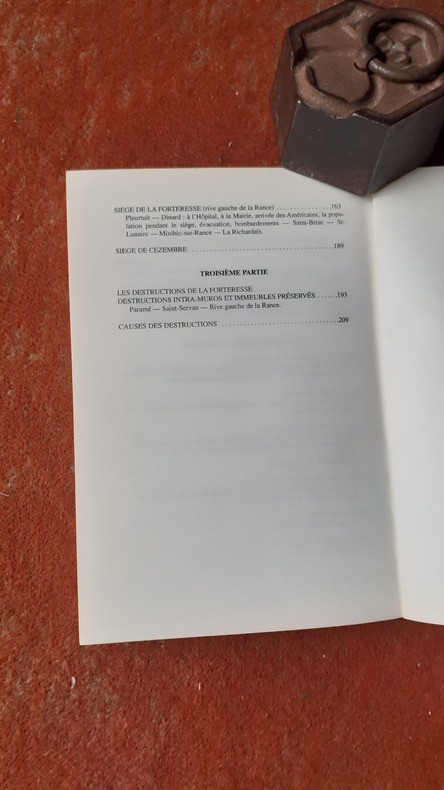 SIEGE DE LA FORTERESSE (rive gauche de la Rance) . . . . . . . . . . . . . . .163
Pleurtuit — Dinard : à l'Hôpital, à la Mairie, arrivée des Américains, la popu-
lation pendant le siège, évacuation, bombardements — Saint-Briac — St-
Lunaire — Minihic-sur-Rance — La Richardais.
SIEGE DE CEZEMBRE . . . . . . . . . . . . . . . . . . . . . . . . . . . . . . . . . . . . . . . .189
TROISIÈME PARTIE
LES DESTRUCTIONS DE LA FORTERESSE
DESTRUCTIONS INTRA-MUROS ET IMMEUBLES PRÉSERVÉS . . . . . .193
Paramé — Saint-Servan — Rive gauche de la Rance.
CAUSES DES DESTRUCTIONS . . . . . . . . . . . . . . . . . . . . . . . . . . . . . . . .209